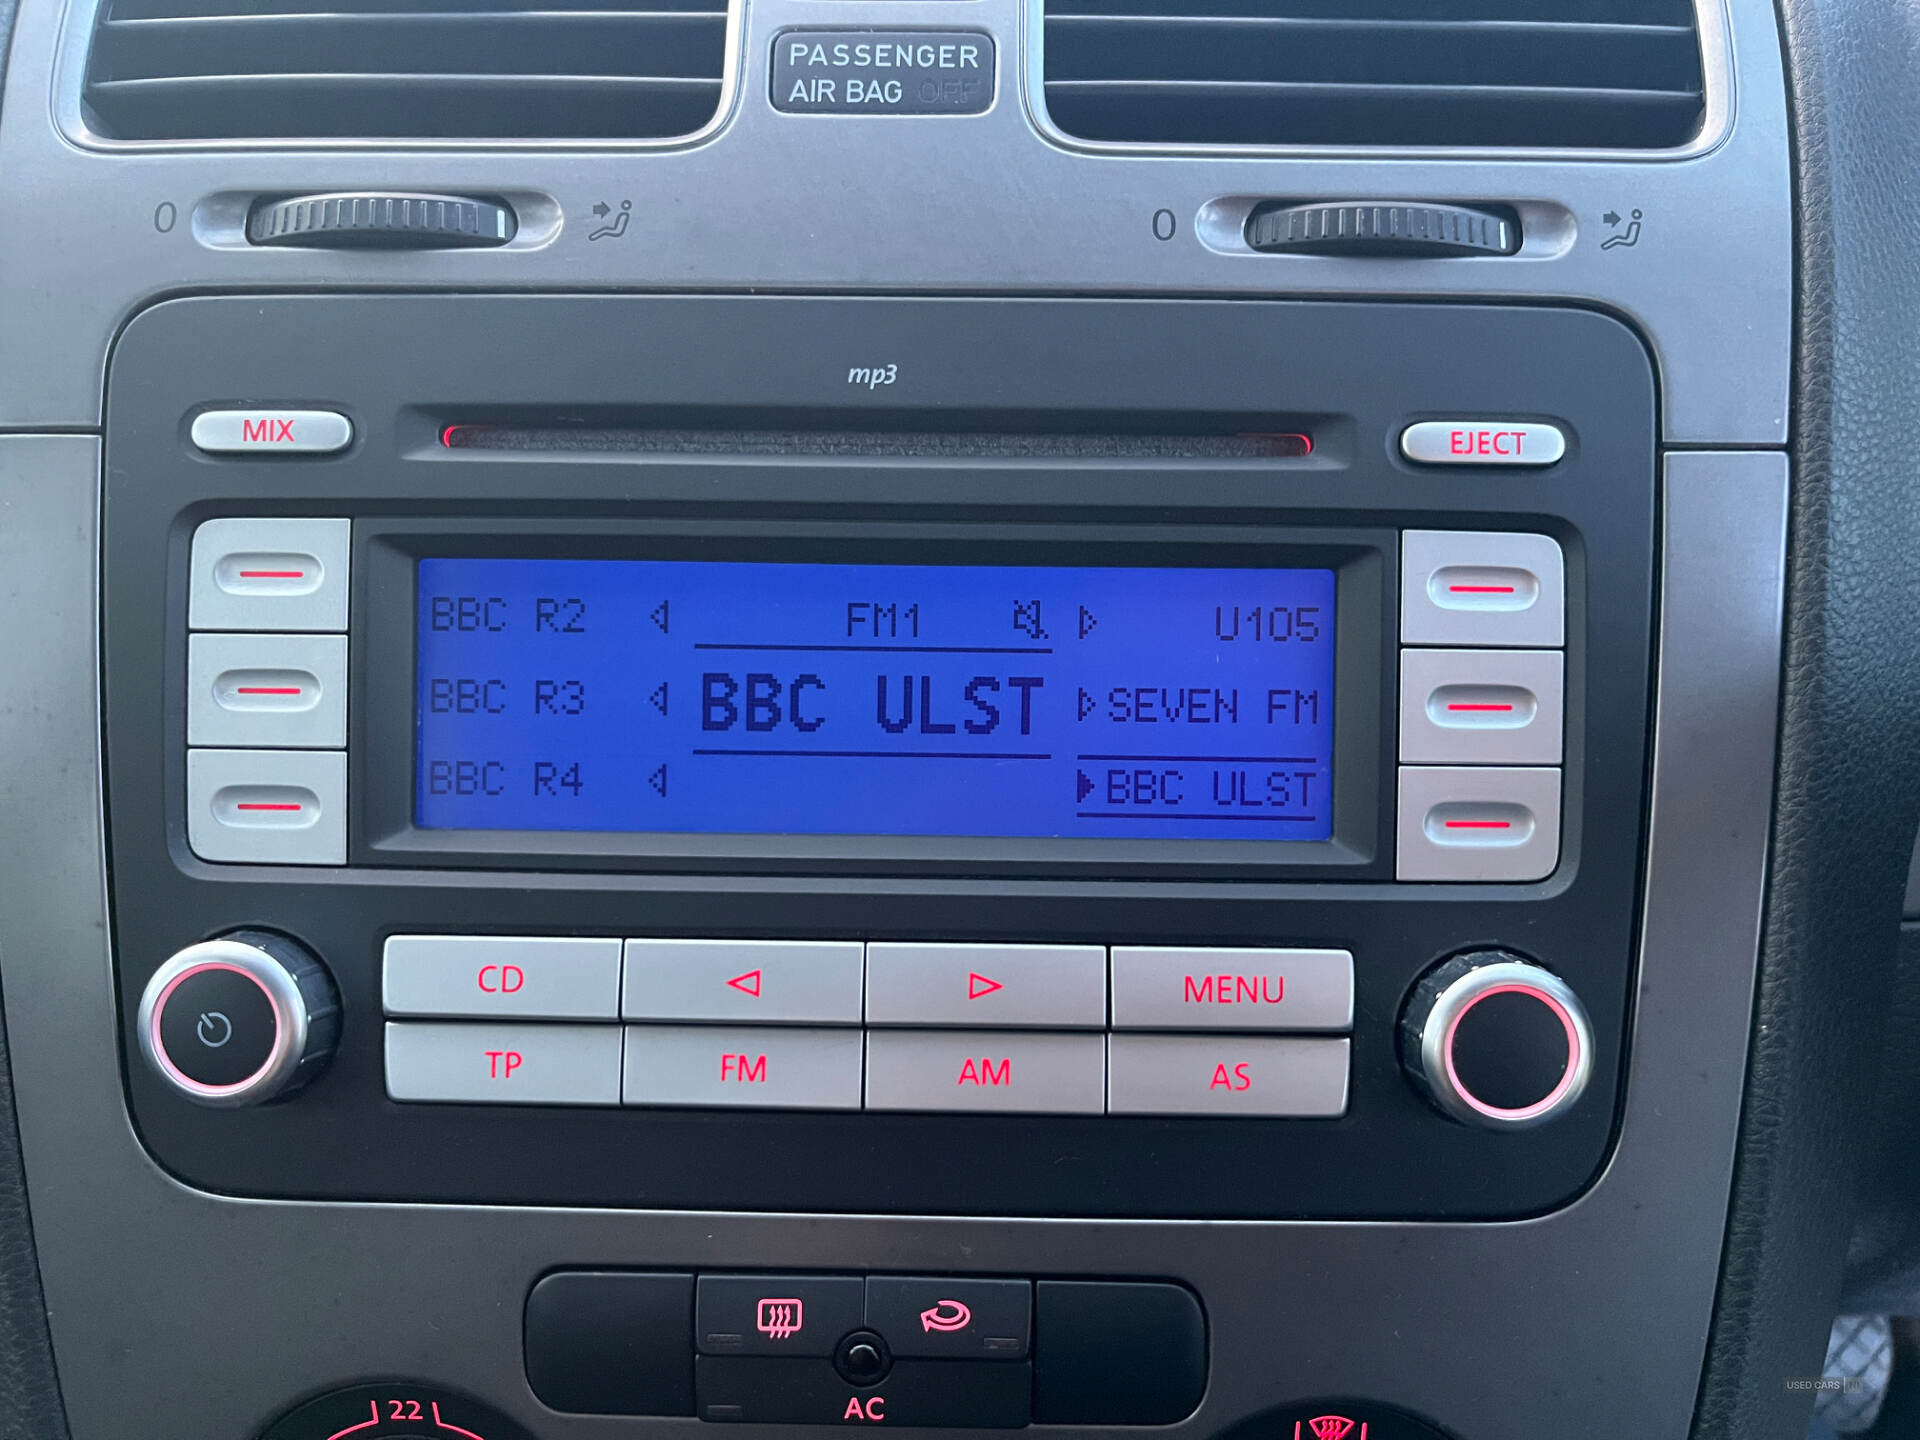 PASSENGER
AIR BAG OFF
0
0
mp3
MIX
EJECT
BBC R2
FM1
U105
BBC R3
BBC ULST
SEVEN FM
BBC R4
BBC ULST
CD
MENU
TP
FM
AM
AS
AC
22
USED CARS NI